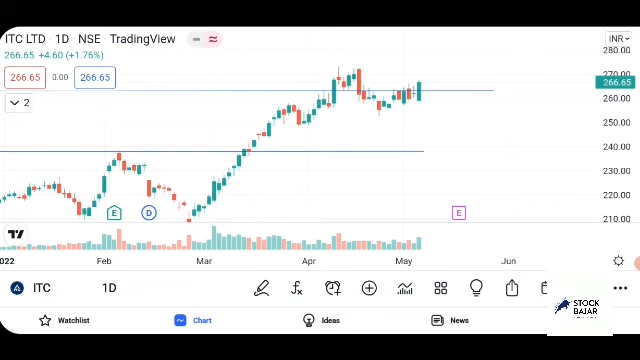 ITC LTD · 1D · NSE · TradingView
INR
266.65 +4.60 (+1.76%)
266.65 0.00 266.65
2
280.00
270.00
266.65
260.00
250.00
240.00
230.00
220.00
210.00
E D E
2022 Feb Mar Apr May Jun
ITC 1D
STOCK
BAJAR
Watchlist Chart Ideas News